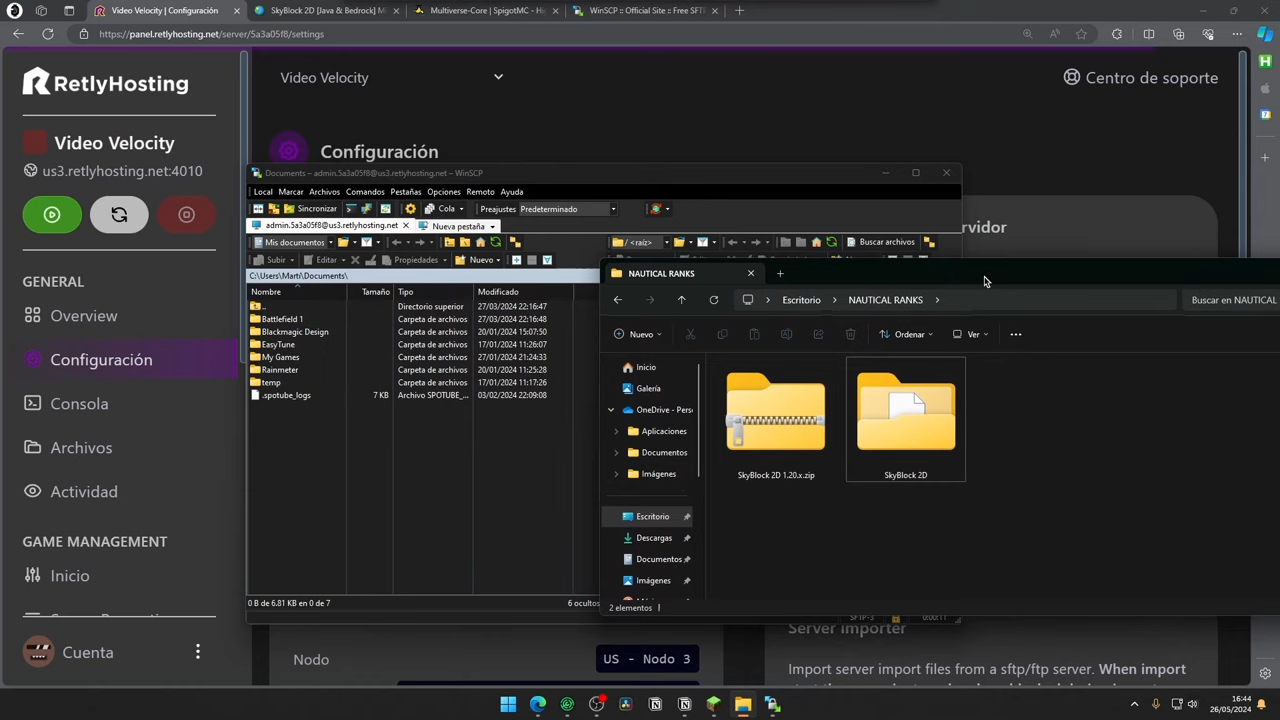 Video Velocity | Configuración
SkyBlock 2D [Java & Bedrock] M
Multiverse-Core | SpigotMC - Hi
WinSCP :: Official Site :: Free SFT
https://panel.retlyhosting.net/server/5a3a05f8/settings
RetlyHosting
Video Velocity
us3.retlyhosting.net:4010
GENERAL
Overview
Configuración
Consola
Archivos
Actividad
GAME MANAGEMENT
Inicio
Cuenta
Video Velocity
Centro de soporte
Configuración
Documents – admin.5a3a05f8@us3.retlyhosting.net – WinSCP
Local Marcar Archivos Comandos Pestañas Opciones Remoto Ayuda
Sincronizar Cola Preajustes Predeterminado
admin.5a3a05f8@us3.retlyhosting.net Nueva pestaña
Mis documentos
/ <raíz> Buscar archivos
Subir Editar Propiedades Nuevo
C:\Users\Marti\Documents\
Nombre Tamaño Tipo Modificado
.. Directorio superior 27/03/2024 22:16:47
Battlefield 1 Carpeta de archivos 27/03/2024 22:16:47
Blackmagic Design Carpeta de archivos 20/01/2024 15:07:50
EasyTune Carpeta de archivos 17/01/2024 11:26:07
My Games Carpeta de archivos 27/01/2024 21:24:33
Rainmeter Carpeta de archivos 20/01/2024 11:25:28
temp Carpeta de archivos 17/01/2024 11:17:26
.spotube_logs 7 KB Archivo SPOTUBE_... 03/02/2024 22:09:08
0 B de 6.81 KB en 0 de 7
6 ocultos
SFTP-3 0:00:11
NAUTICAL RANKS
Escritorio NAUTICAL RANKS
Buscar en NAUTICAL
Nuevo Ordenar Ver
Inicio
Galería
OneDrive - Pers
Aplicaciones
Documentos
Imágenes
Escritorio
Descargas
Documentos
Imágenes
SkyBlock 2D 1.20.x.zip
SkyBlock 2D
2 elementos
Nodo
US - Nodo 3
Server importer
Import server import files from a sftp/ftp server. When import
16:44
26/05/2024